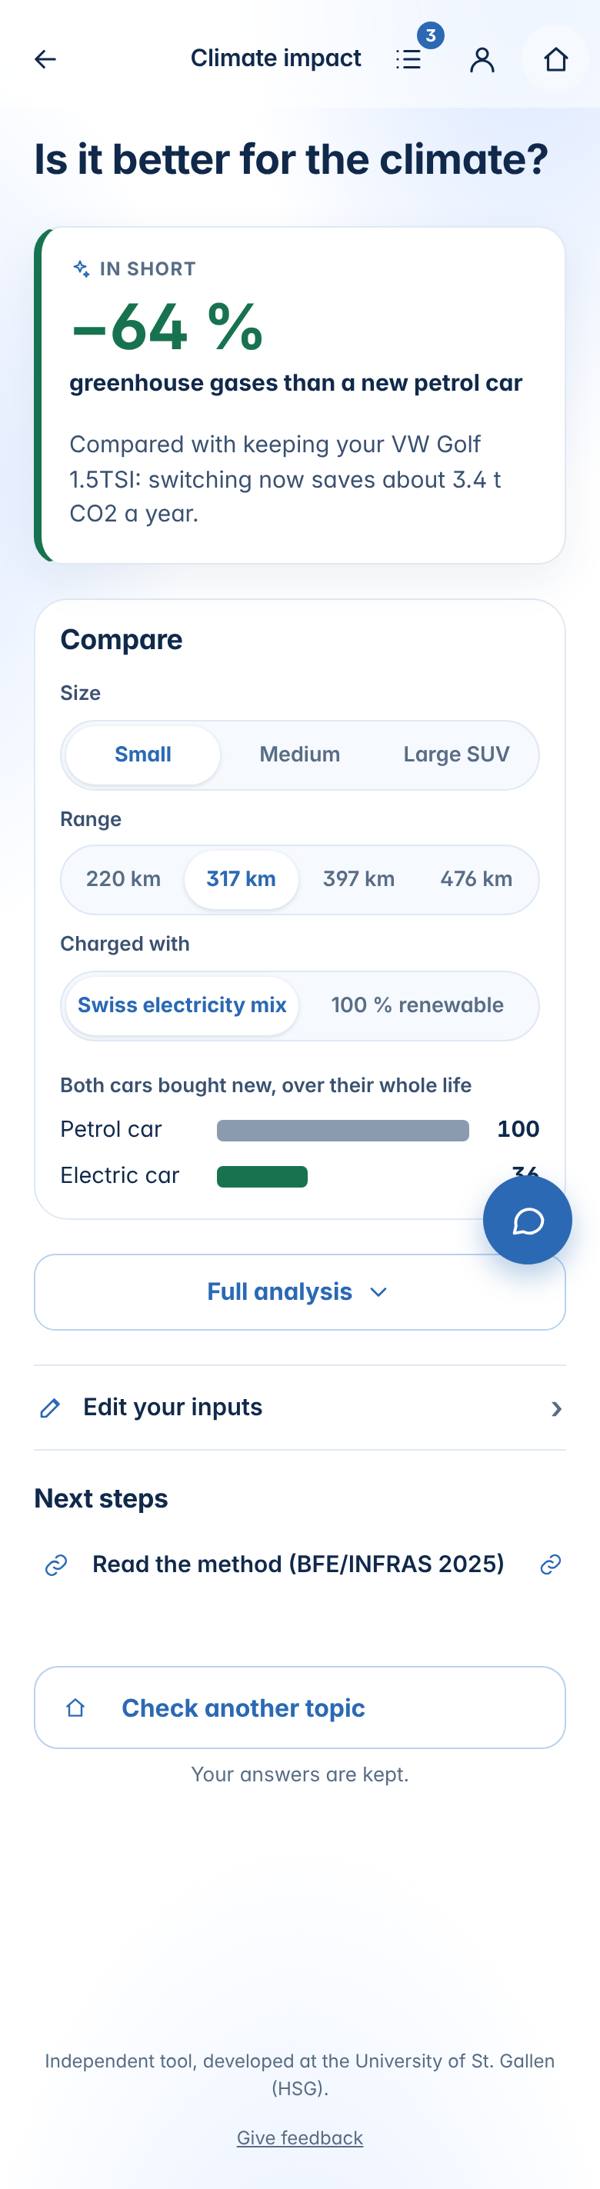 Climate impact
3
Is it better for the climate?
IN SHORT
–64 %
greenhouse gases than a new petrol car
Compared with keeping your VW Golf
1.5TSI: switching now saves about 3.4 t
CO2 a year.
Compare
Size
Small Medium Large SUV
Range
220 km 317 km 397 km 476 km
Charged with
Swiss electricity mix 100 % renewable
Both cars bought new, over their whole life
Petrol car 100
Electric car
Full analysis
Edit your inputs
Next steps
Read the method (BFE/INFRAS 2025)
Check another topic
Your answers are kept.
Independent tool, developed at the University of St. Gallen
(HSG).
Give feedback